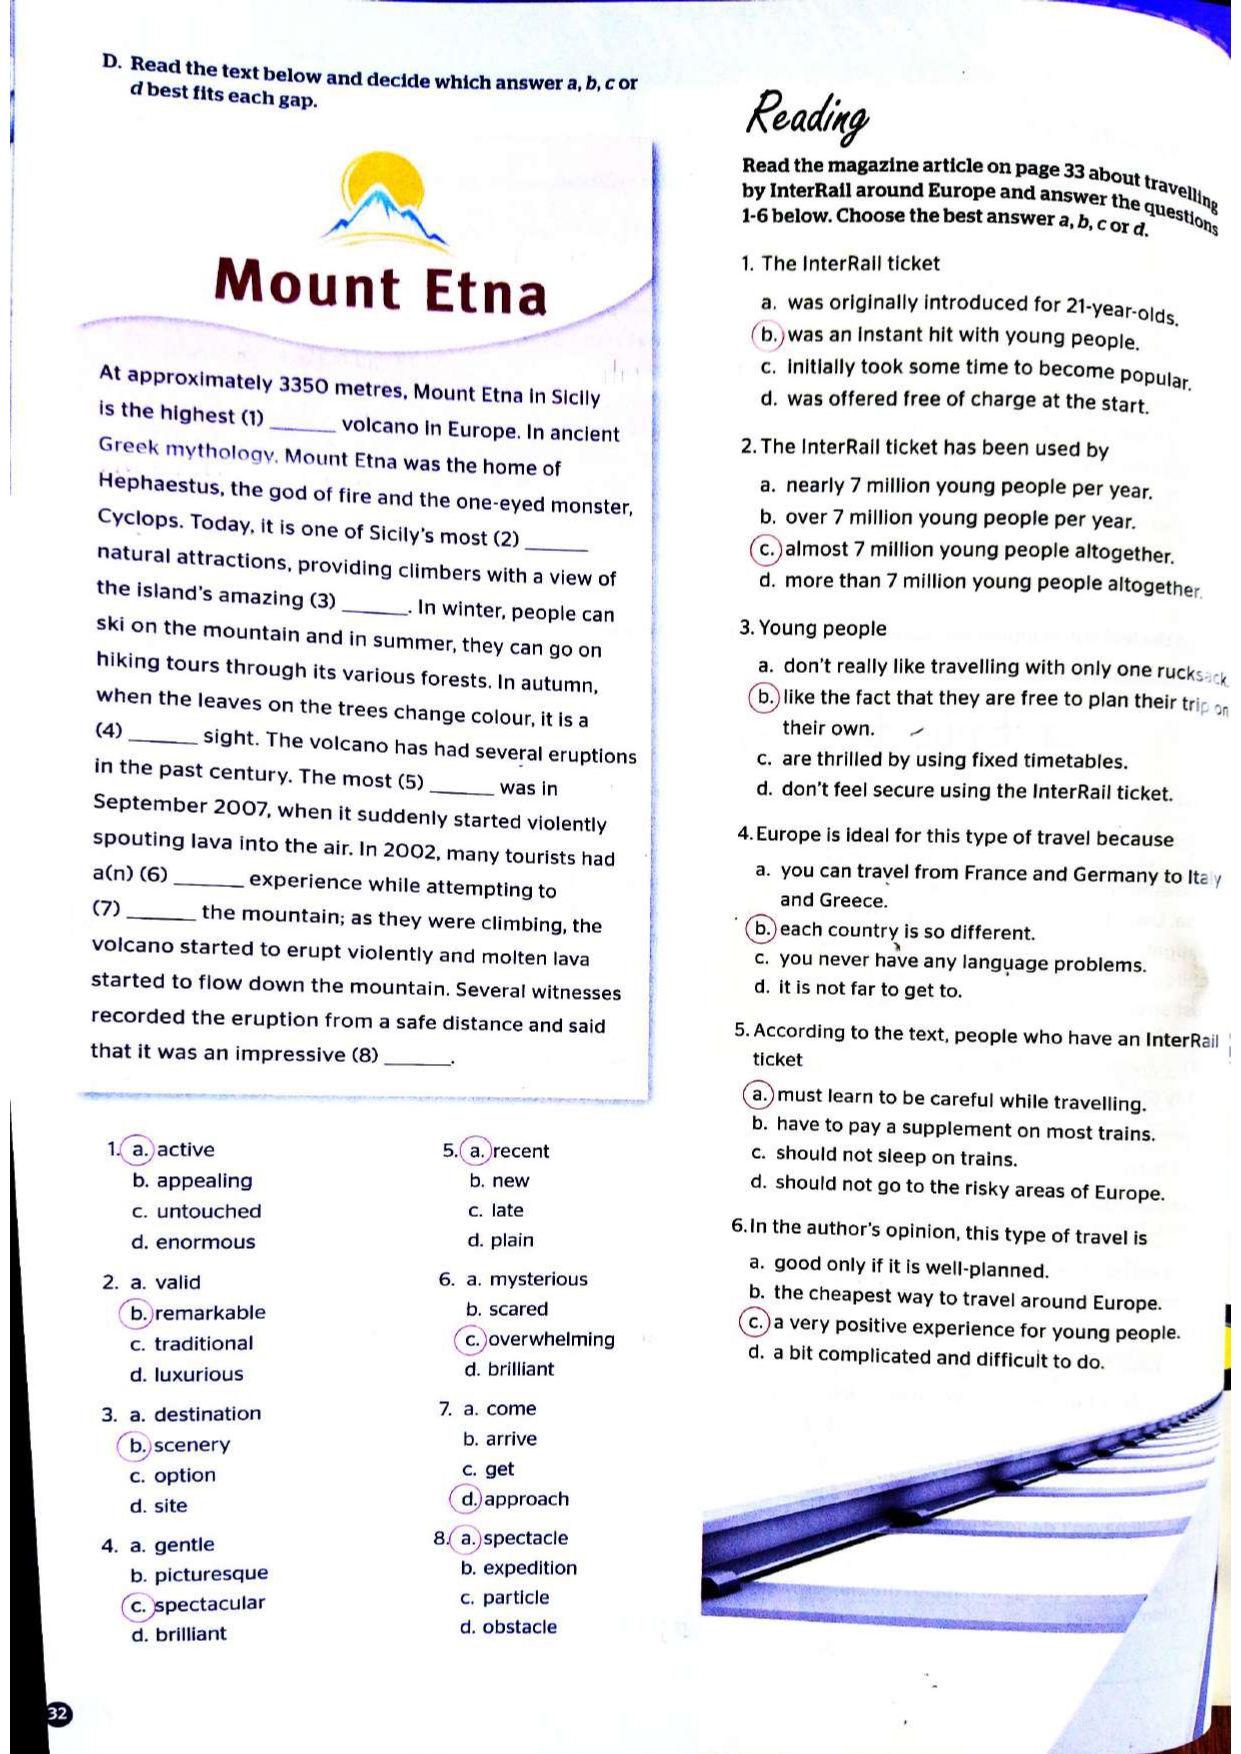 D. Read the text below and decide which answer a, b, c or
d best fits each gap.
Mount Etna
At approximately 3350 metres, Mount Etna in Sicily
is the highest (1) ______ volcano in Europe. In ancient
Greek mythology, Mount Etna was the home of
Hephaestus, the god of fire and the one-eyed monster,
Cyclops. Today, it is one of Sicily's most (2) ______
natural attractions, providing climbers with a view of
the island's amazing (3) ______. In winter, people can
ski on the mountain and in summer, they can go on
hiking tours through its various forests. In autumn,
when the leaves on the trees change colour, it is a
(4) ______ sight. The volcano has had several eruptions
in the past century. The most (5) ______ was in
September 2007, when it suddenly started violently
spouting lava into the air. In 2002, many tourists had
a(n) (6) ______ experience while attempting to
(7) ______ the mountain; as they were climbing, the
volcano started to erupt violently and molten lava
started to flow down the mountain. Several witnesses
recorded the eruption from a safe distance and said
that it was an impressive (8) ______.
1. a. active
b. appealing
c. untouched
d. enormous
2. a. valid
b. remarkable
c. traditional
d. luxurious
3. a. destination
b. scenery
c. option
d. site
4. a. gentle
b. picturesque
c. spectacular
d. brilliant
5. a. recent
b. new
c. late
d. plain
6. a. mysterious
b. scared
c. overwhelming
d. brilliant
7. a. come
b. arrive
c. get
d. approach
8. a. spectacle
b. expedition
c. particle
d. obstacle
32
Reading
Read the magazine article on page 33 about travelling
by InterRail around Europe and answer the questions
1-6 below. Choose the best answer a, b, c or d.
1. The InterRail ticket
a. was originally introduced for 21-year-olds.
b. was an instant hit with young people.
c. initially took some time to become popular.
d. was offered free of charge at the start.
2. The InterRail ticket has been used by
a. nearly 7 million young people per year.
b. over 7 million young people per year.
c. almost 7 million young people altogether.
d. more than 7 million young people altogether.
3. Young people
a. don't really like travelling with only one rucksack.
b. like the fact that they are free to plan their trip on
their own.
c. are thrilled by using fixed timetables.
d. don't feel secure using the InterRail ticket.
4. Europe is ideal for this type of travel because
a. you can travel from France and Germany to Italy
and Greece.
b. each country is so different.
c. you never have any language problems.
d. it is not far to get to.
5. According to the text, people who have an InterRail
ticket
a. must learn to be careful while travelling.
b. have to pay a supplement on most trains.
c. should not sleep on trains.
d. should not go to the risky areas of Europe.
6. In the author's opinion, this type of travel is
a. good only if it is well-planned.
b. the cheapest way to travel around Europe.
c. a very positive experience for young people.
d. a bit complicated and difficult to do.